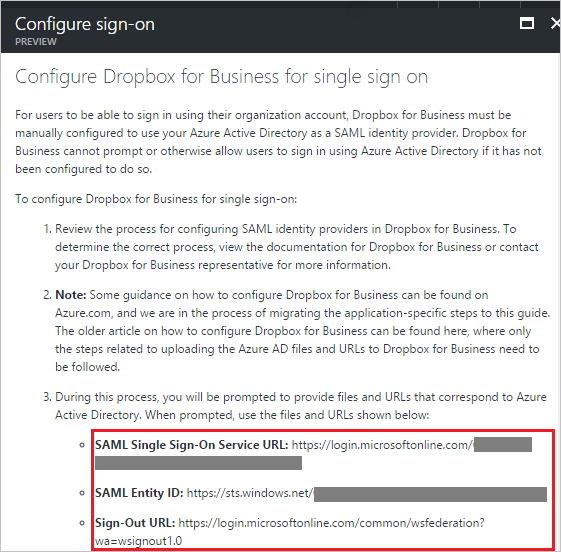 Configure sign-on
PREVIEW
Configure Dropbox for Business for single sign on
For users to be able to sign in using their organization account, Dropbox for Business must be
manually configured to use your Azure Active Directory as a SAML identity provider. Dropbox for
Business cannot prompt or otherwise allow users to sign in using Azure Active Directory if it has not
been configured to do so.
To configure Dropbox for Business for single sign-on:
1. Review the process for configuring SAML identity providers in Dropbox for Business. To
determine the correct process, view the documentation for Dropbox for Business or contact
your Dropbox for Business representative for more information.
2. Note: Some guidance on how to configure Dropbox for Business can be found on
Azure.com, and we are in the process of migrating the application-specific steps to this guide.
The older article on how to configure Dropbox for Business can be found here, where only
the steps related to uploading the Azure AD files and URLs to Dropbox for Business need to
be followed.
3. During this process, you will be prompted to provide files and URLs that correspond to Azure
Active Directory. When prompted, use the files and URLs shown below:
SAML Single Sign-On Service URL: https://login.microsoftonline.com/
SAML Entity ID: https://sts.windows.net/
Sign-Out URL: https://login.microsoftonline.com/common/wsfederation?
wa=wsignout1.0